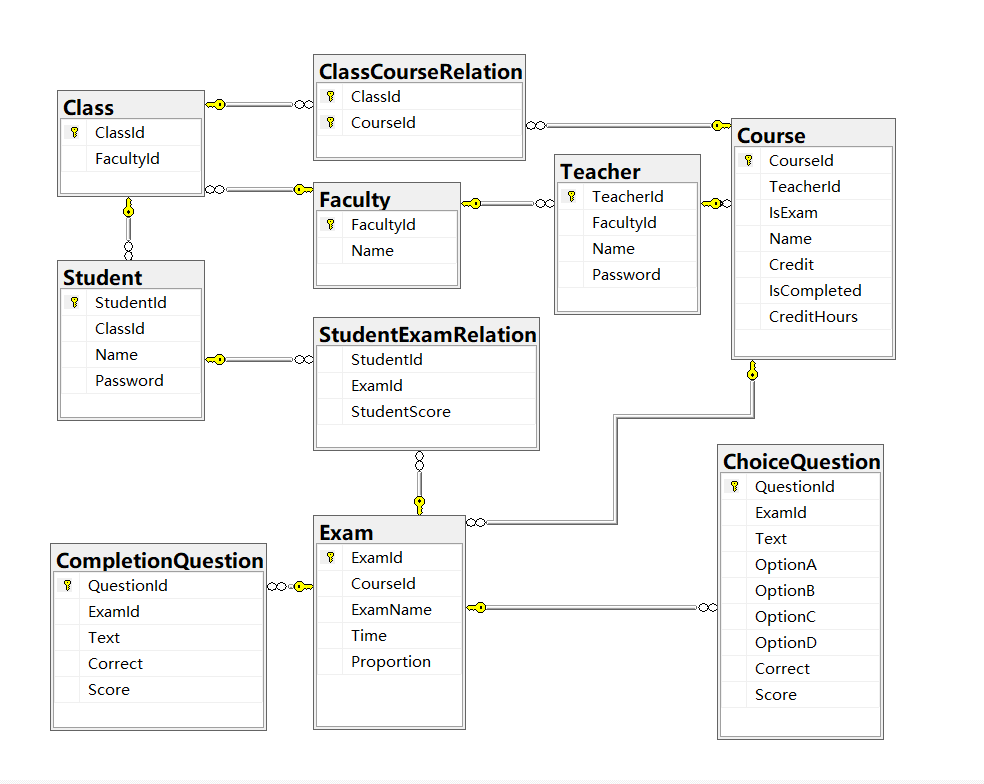 ClassCourseRelation
ClassId
CourseId
Class
ClassId
FacultyId
Course
CourseId
TeacherId
IsExam
Name
Credit
IsCompleted
CreditHours
Teacher
TeacherId
FacultyId
Name
Password
Faculty
FacultyId
Name
Student
StudentId
ClassId
Name
Password
StudentExamRelation
StudentId
ExamId
StudentScore
ChoiceQuestion
QuestionId
ExamId
Text
OptionA
OptionB
OptionC
OptionD
Correct
Score
Exam
ExamId
CourseId
ExamName
Time
Proportion
CompletionQuestion
QuestionId
ExamId
Text
Correct
Score